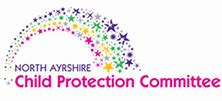 NORTH AYRSHIRE
Child Protection Committee